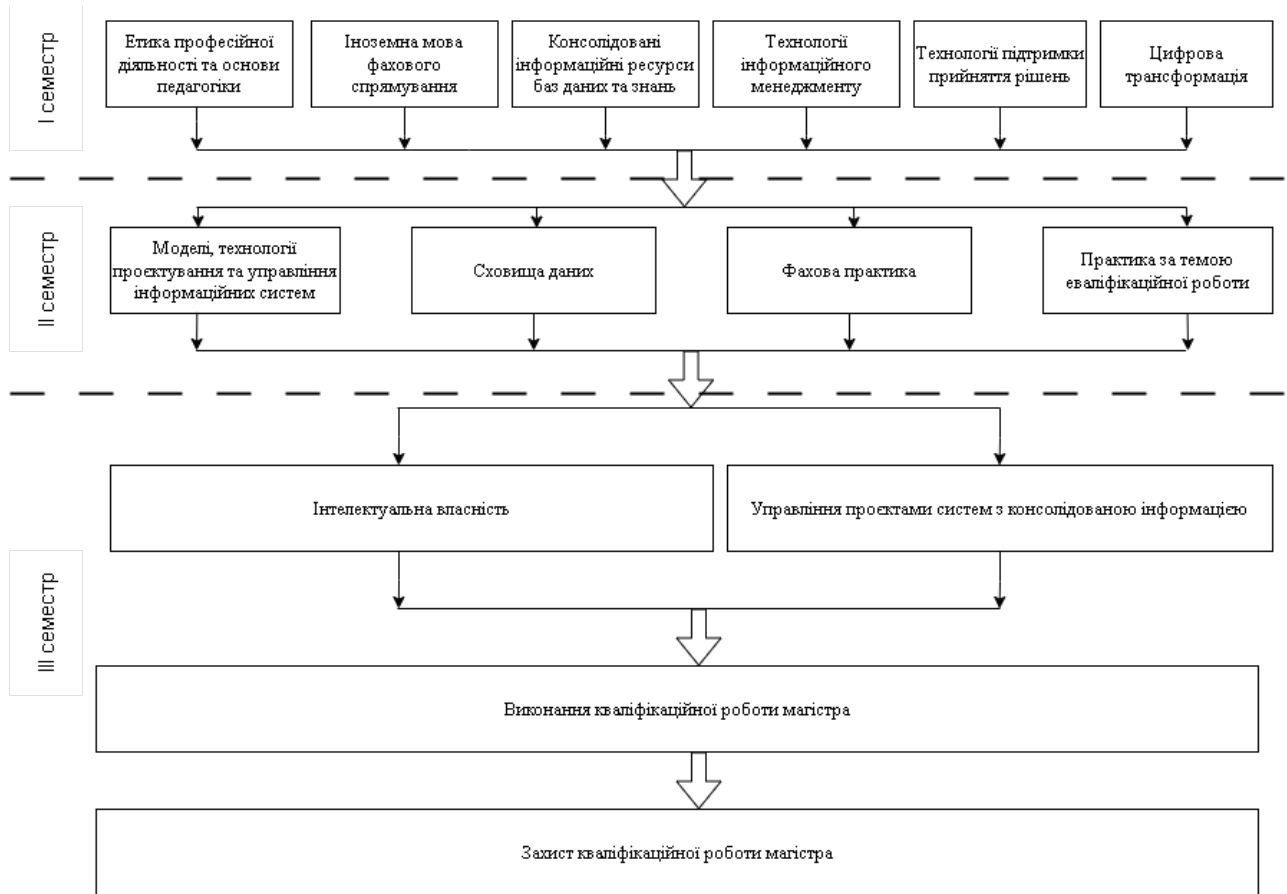 I семестр
Етика професійної
діяльності та основи
педагогіки
Іноземна мова
фахового
спрямування
Консолідовані
інформаційні ресурси
баз даних та знань
Технології
інформаційного
менеджменту
Технології підтримки
прийняття рішень
Цифрова
трансформація
II семестр
Моделі, технології
проєктування та управління
інформаційних систем
Сховища даних
Фахова практика
Практика за темою
еваліфікаційної роботи
III семестр
Інтелектуальна власність
Управління проєктами систем з консолідованою інформацією
Виконання кваліфікаційної роботи магістра
Захист кваліфікаційної роботи магістра